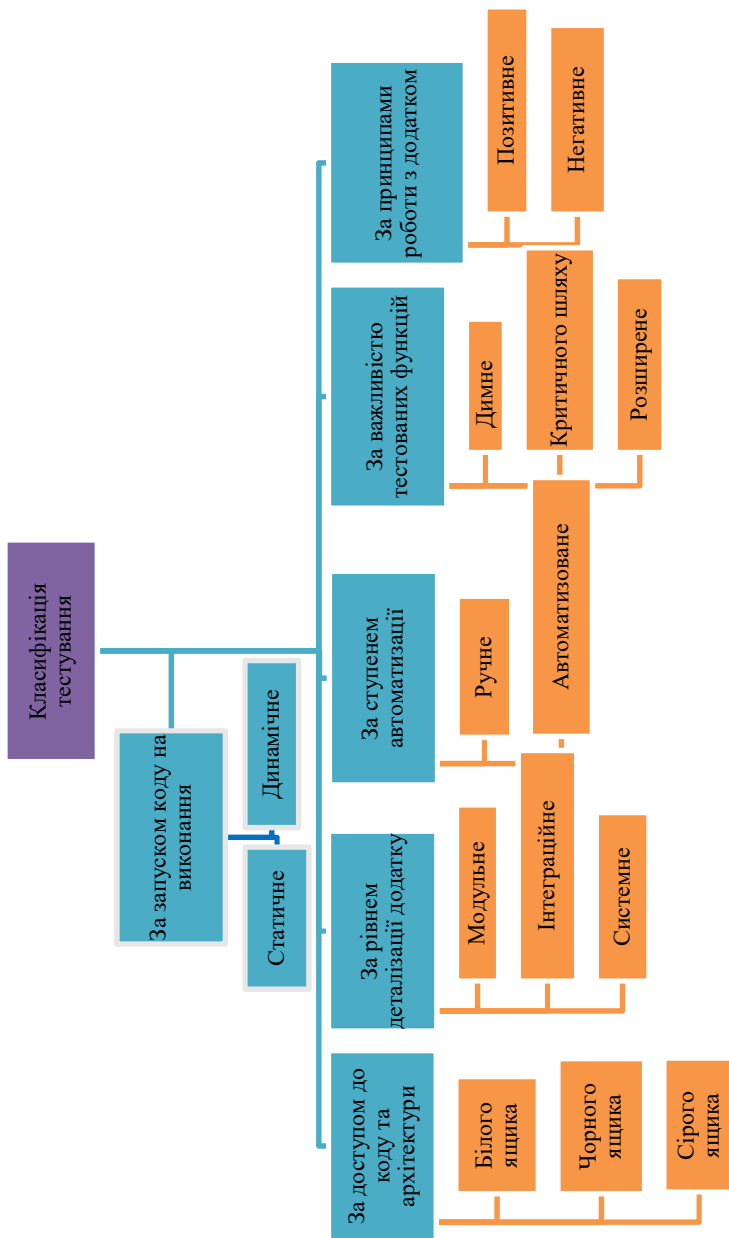 Класифікація
тестування
За запуском коду на
виконання
Статичне
Динамічне
За доступом до
коду та
архітектури
Білого
ящика
Чорного
ящика
Сірого
ящика
За рівнем
деталізації додатку
Модульне
Інтеграційне
Системне
За ступенем
автоматизації
Ручне
Автоматизоване
За важливістю
тестованих функцій
Димне
Критичного шляху
Розширене
За принципами
роботи з додатком
Позитивне
Негативне